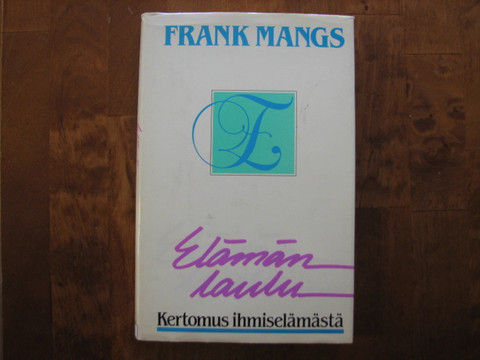 FRANK MANGS
E
Elämän
laulu
Kertomus ihmiselämästä